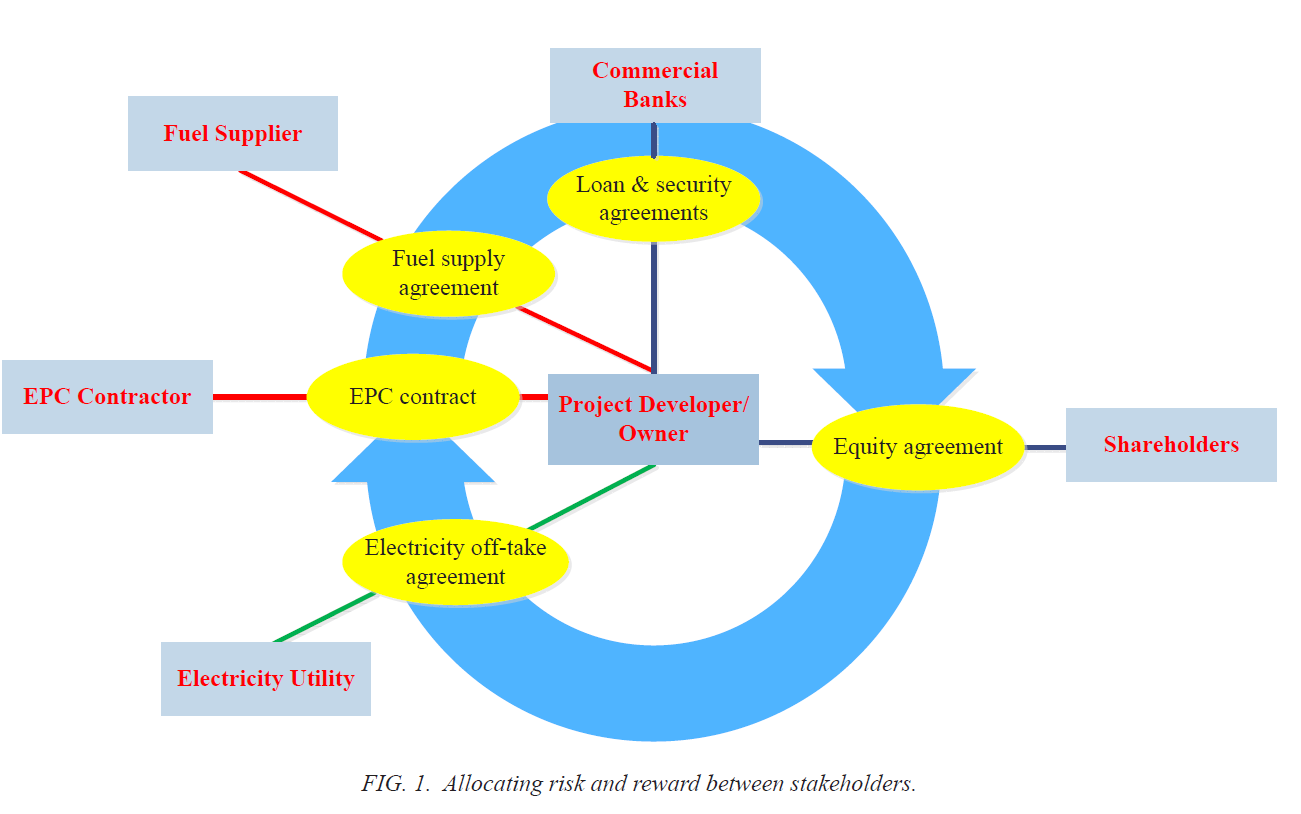 Commercial
Banks
Fuel Supplier
Loan & security
agreements
Fuel supply
agreement
EPC Contractor
EPC contract
Project Developer/
Owner
Equity agreement
Shareholders
Electricity off-take
agreement
Electricity Utility
FIG. 1. Allocating risk and reward between stakeholders.